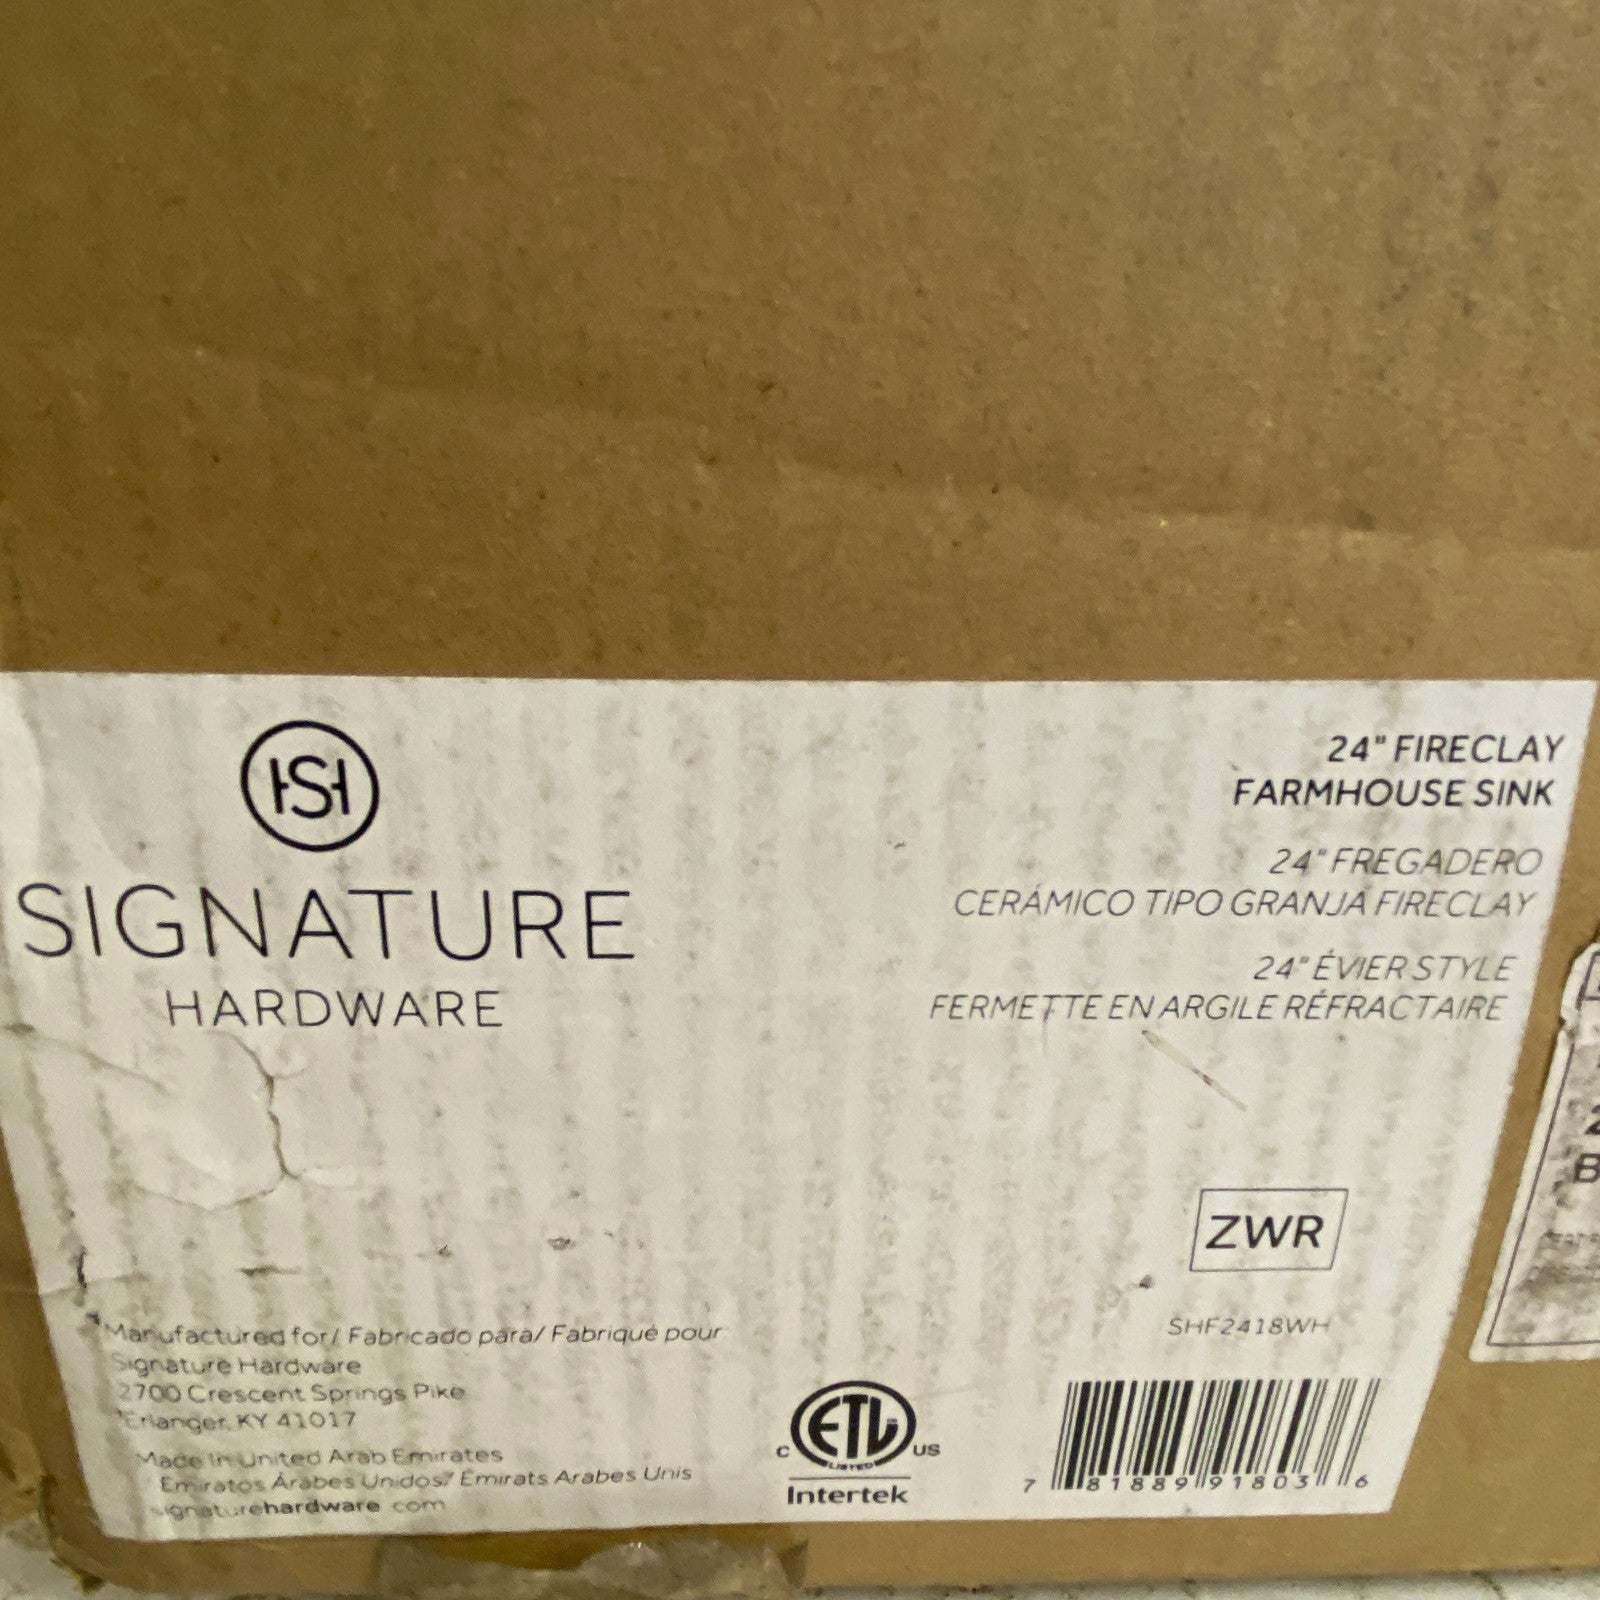 HS
SIGNATURE
HARDWARE
24" FIRECLAY
FARMHOUSE SINK
24" FREGADERO
CERÁMICO TIPO GRANJA FIRECLAY
24" ÉVIER STYLE
FERMETTE EN ARGILE RÉFRACTAIRE
ZWR
SHF2418WH
Manufactured for/ Fabricado para/ Fabriqué pour
Signature Hardware
2700 Crescent Springs Pike
Erlanger, KY 41017
Made In United Arab Emirates
Emiratos Árabes Unidos/ Émirats Arabes Unis
signaturehardware.com
C ETL US
LISTED
Intertek
7 81889 91803 6
2
B